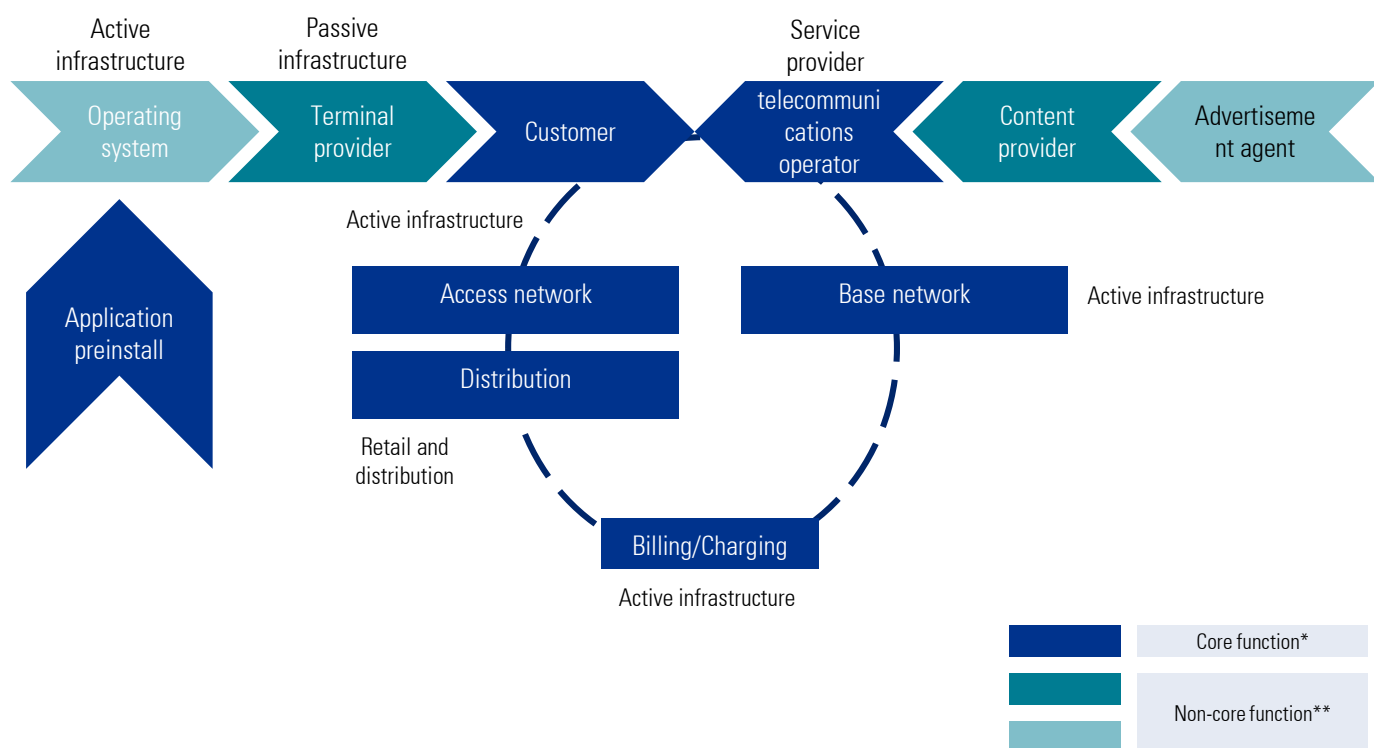 Active
infrastructure
Passive
infrastructure
Service
provider
Operating
system
Terminal
provider
Customer
telecommuni
cations
operator
Content
provider
Advertiseme
nt agent
Active infrastructure
Application
preinstall
Access network
Base network
Active infrastructure
Distribution
Retail and
distribution
Billing/Charging
Active infrastructure
Core function*
Non-core function**